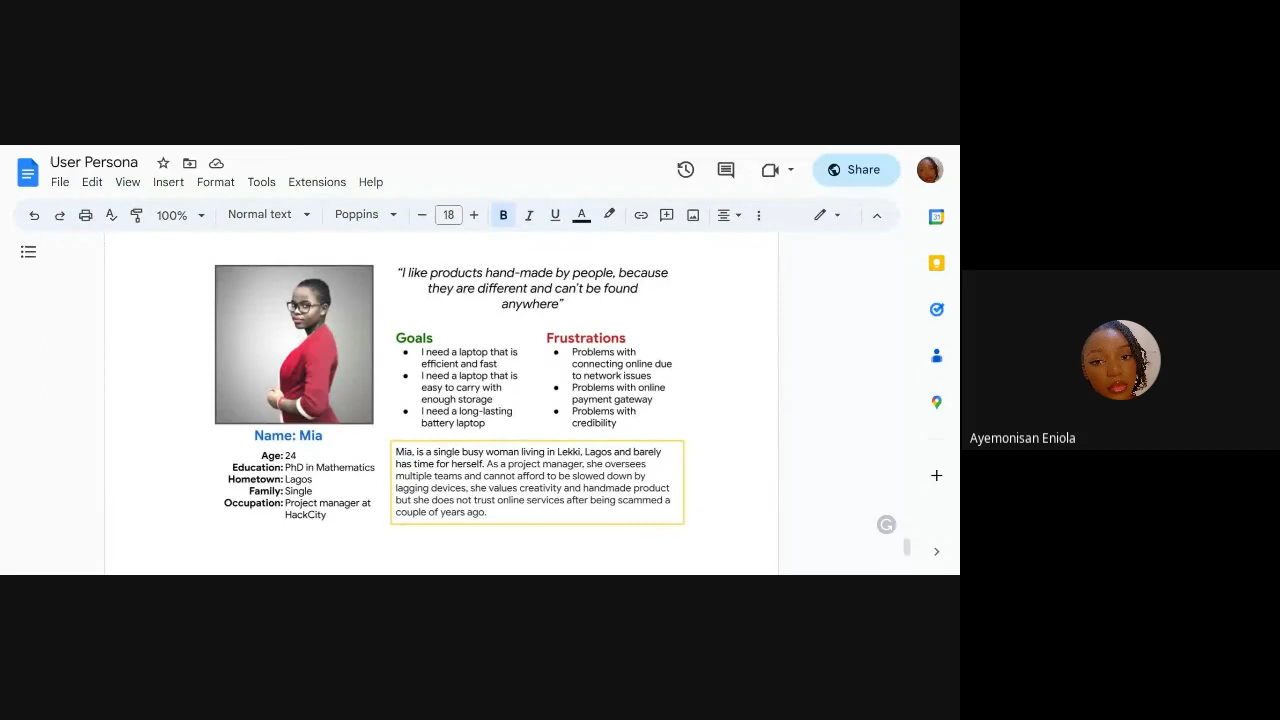 User Persona
File Edit View Insert Format Tools Extensions Help
Share
100% Normal text Poppins 18 B I U A
31
“I like products hand-made by people, because
they are different and can’t be found
anywhere”
Goals
● I need a laptop that is
efficient and fast
● I need a laptop that is
easy to carry with
enough storage
● I need a long-lasting
battery laptop
Frustrations
● Problems with
connecting online due
to network issues
● Problems with online
payment gateway
● Problems with
credibility
Name: Mia
Age: 24
Education: PhD in Mathematics
Hometown: Lagos
Family: Single
Occupation: Project manager at
HackCity
Mia, is a single busy woman living in Lekki, Lagos and barely
has time for herself. As a project manager, she oversees
multiple teams and cannot afford to be slowed down by
lagging devices, she values creativity and handmade product
but she does not trust online services after being scammed a
couple of years ago.
Ayemonisan Eniola